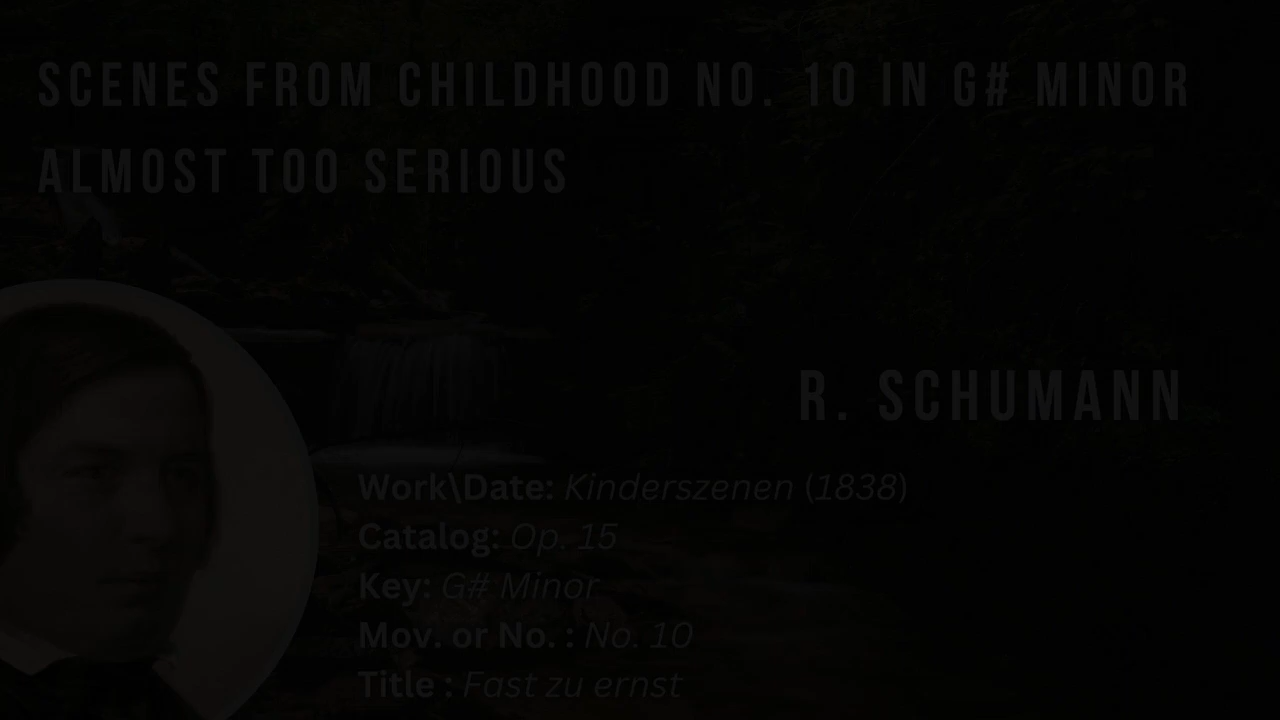 SCENES FROM CHILDHOOD NO. 10 IN G# MINOR
ALMOST TOO SERIOUS
R. SCHUMANN
Work\Date: Kinderszenen (1838)
Catalog: Op. 15
Key: G# Minor
Mov. or No. : No. 10
Title : Fast zu ernst